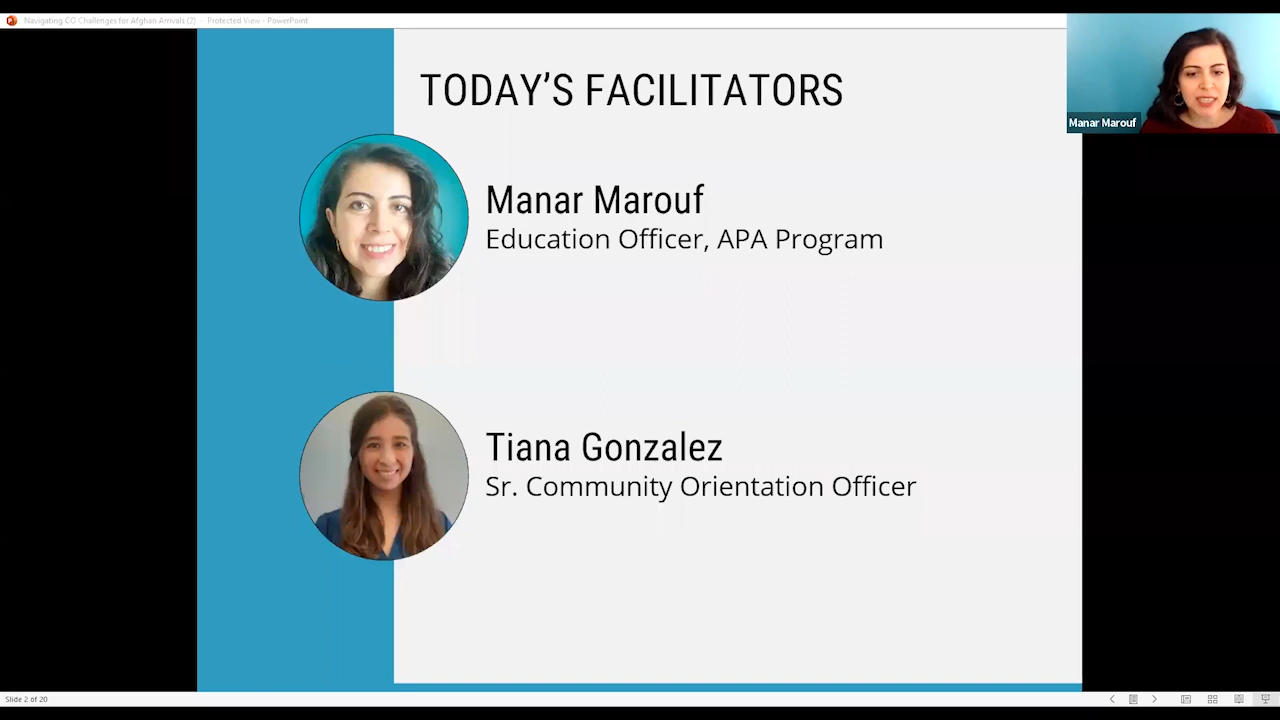 Navigating CO Challenges for Afghan Arrivals (2) - Protected View - PowerPoint
TODAY'S FACILITATORS
Manar Marouf
Manar Marouf
Education Officer, APA Program
Tiana Gonzalez
Sr. Community Orientation Officer
Slide 2 of 20